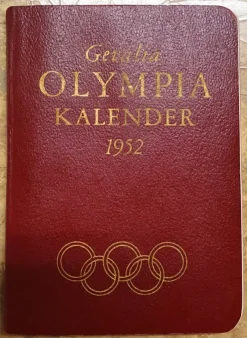 Gevalia
OLYMPIA
KALENDER
1952